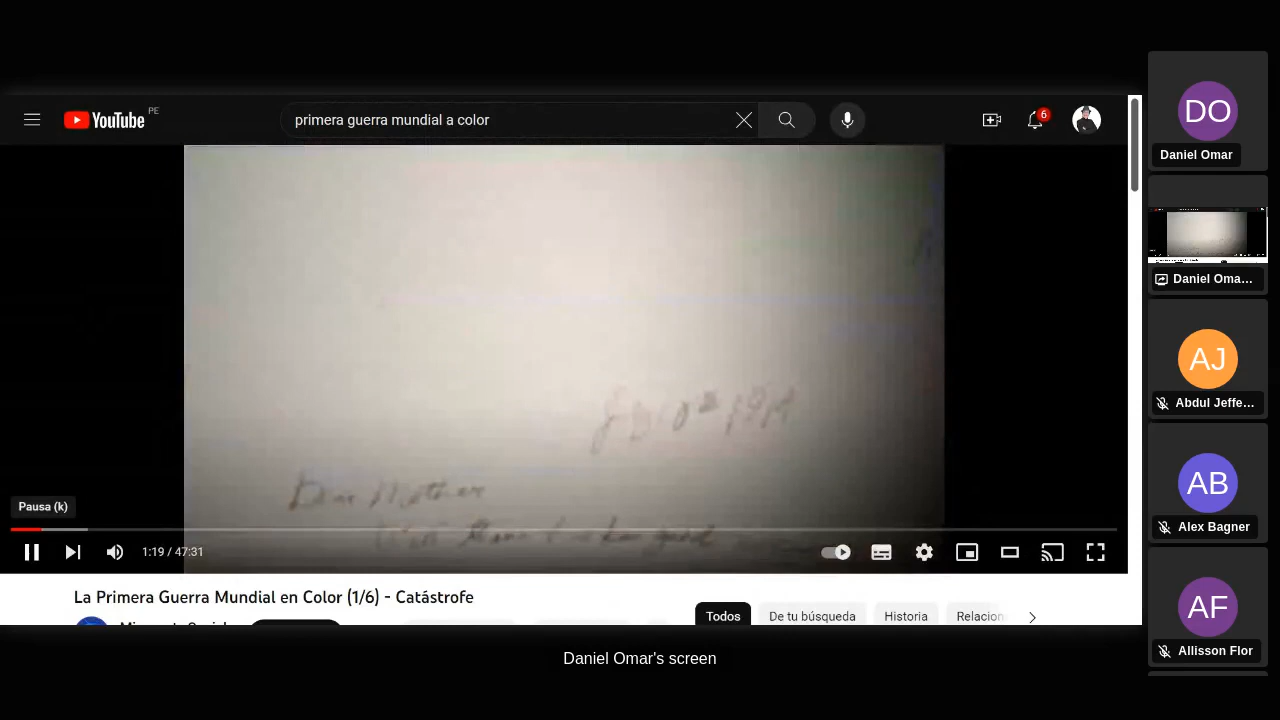 YouTube PE
primera guerra mundial a color
6
Dear Mother
Pausa (k)
1:19 / 47:31
La Primera Guerra Mundial en Color (1/6) - Catástrofe
Todos
De tu búsqueda
Historia
Relacion
Daniel Omar's screen
DO
Daniel Omar
Daniel Oma...
AJ
Abdul Jeffe...
AB
Alex Bagner
AF
Allisson Flor